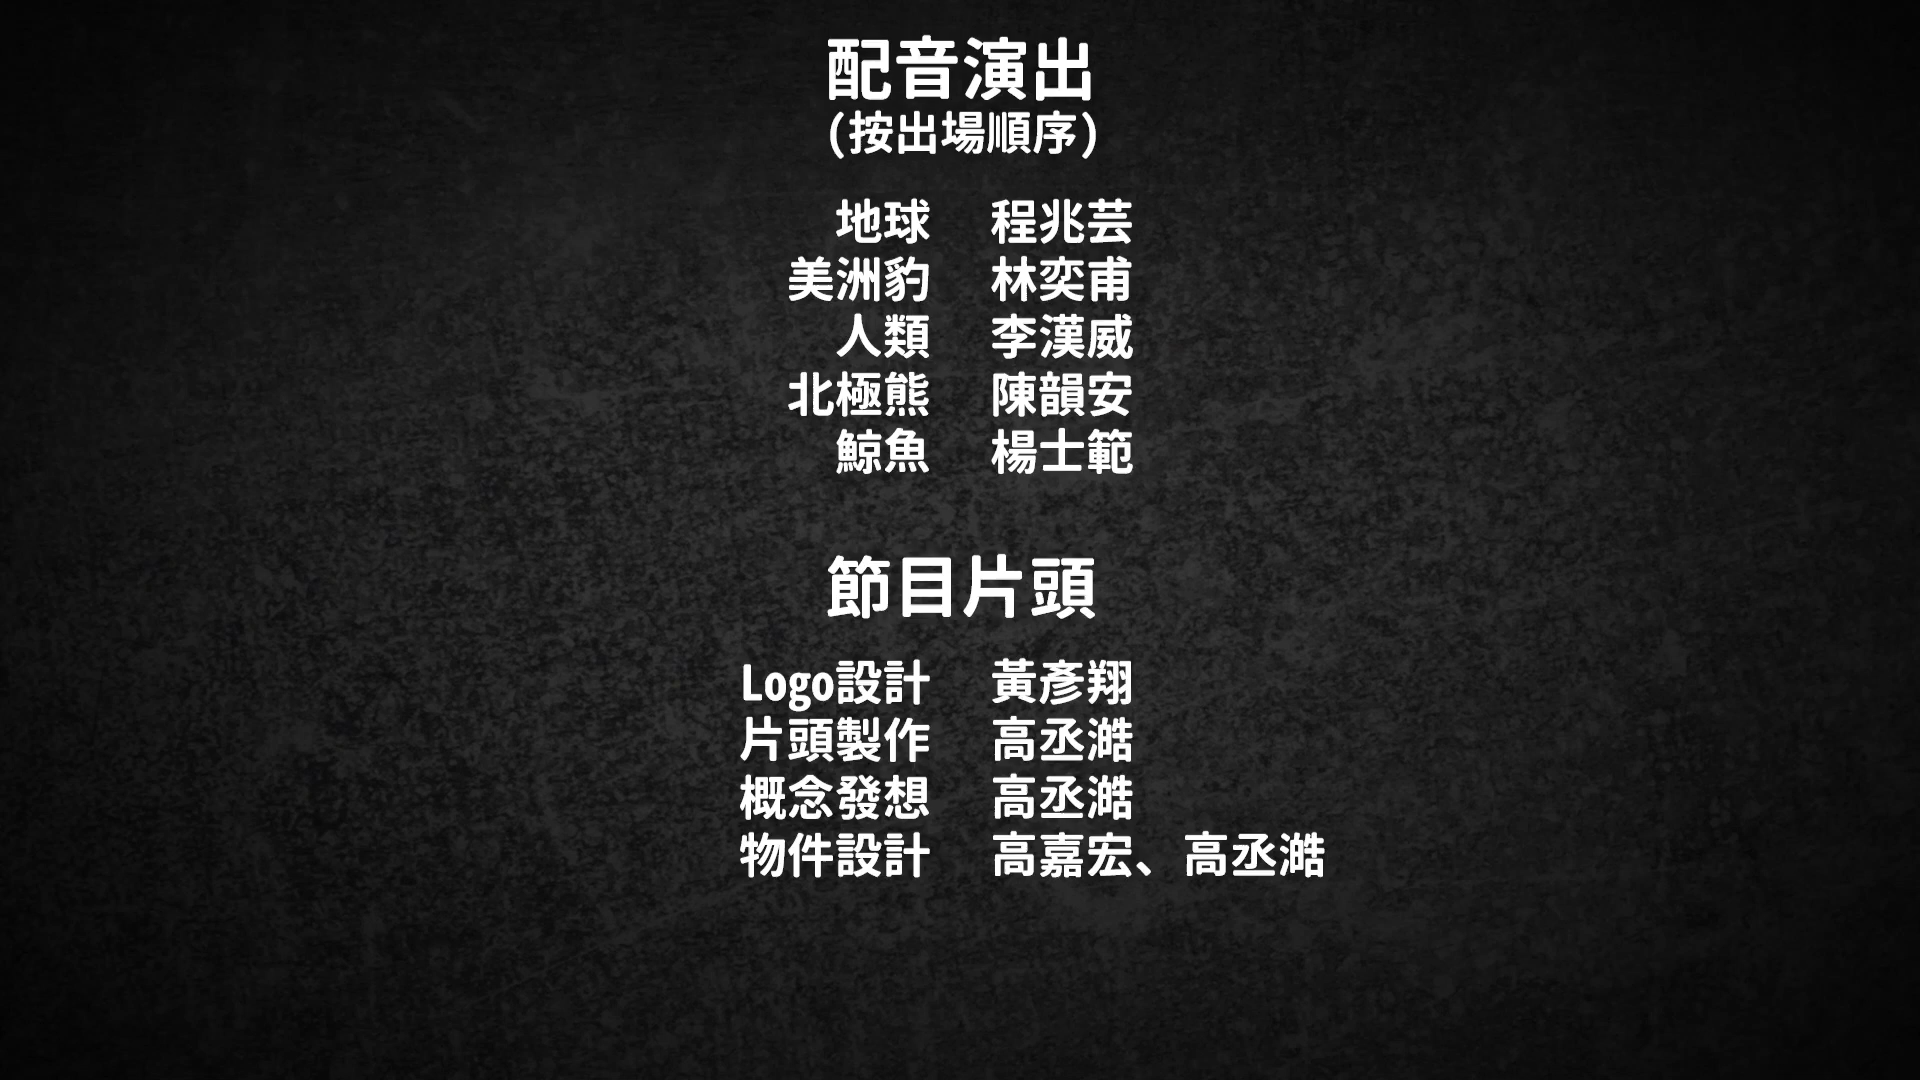 配音演出
(按出場順序)
地球 程兆芸
美洲豹 林奕甫
人類 李漢威
北極熊 陳韻安
鯨魚 楊士範
節目片頭
Logo設計 黃彥翔
片頭製作 高丞澔
概念發想 高丞澔
物件設計 高嘉宏、高丞澔